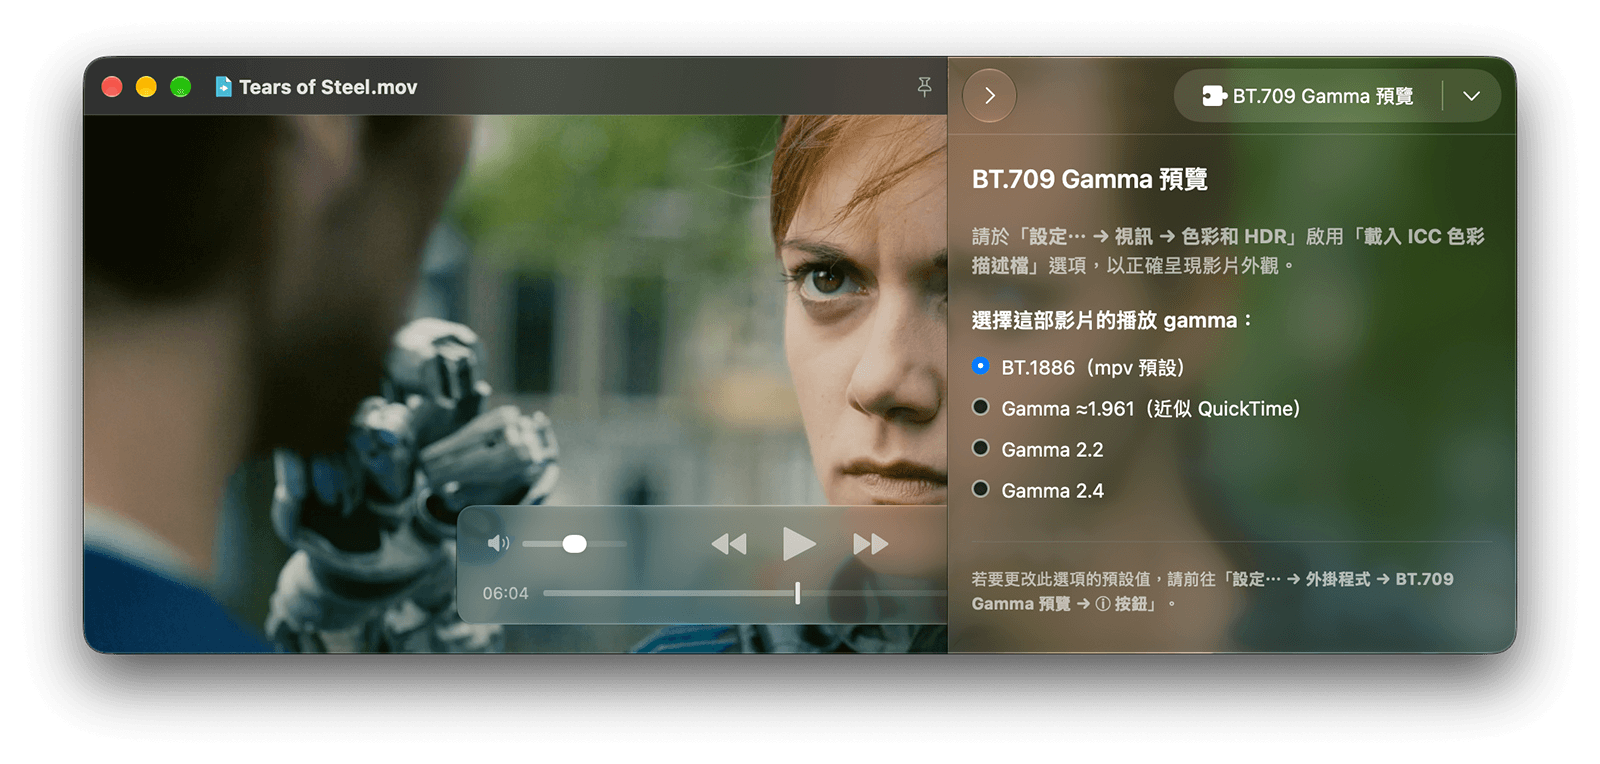 Tears of Steel.mov
BT.709 Gamma 預覽
BT.709 Gamma 預覽
請於「設定⋯ → 視訊 → 色彩和 HDR」啟用「載入 ICC 色彩
描述檔」選項，以正確呈現影片外觀。
選擇這部影片的播放 gamma：
BT.1886（mpv 預設）
Gamma ≈1.961（近似 QuickTime）
Gamma 2.2
Gamma 2.4
06:04
若要更改此選項的預設值，請前往「設定⋯ → 外掛程式 → BT.709
Gamma 預覽 → ⓘ 按鈕」。